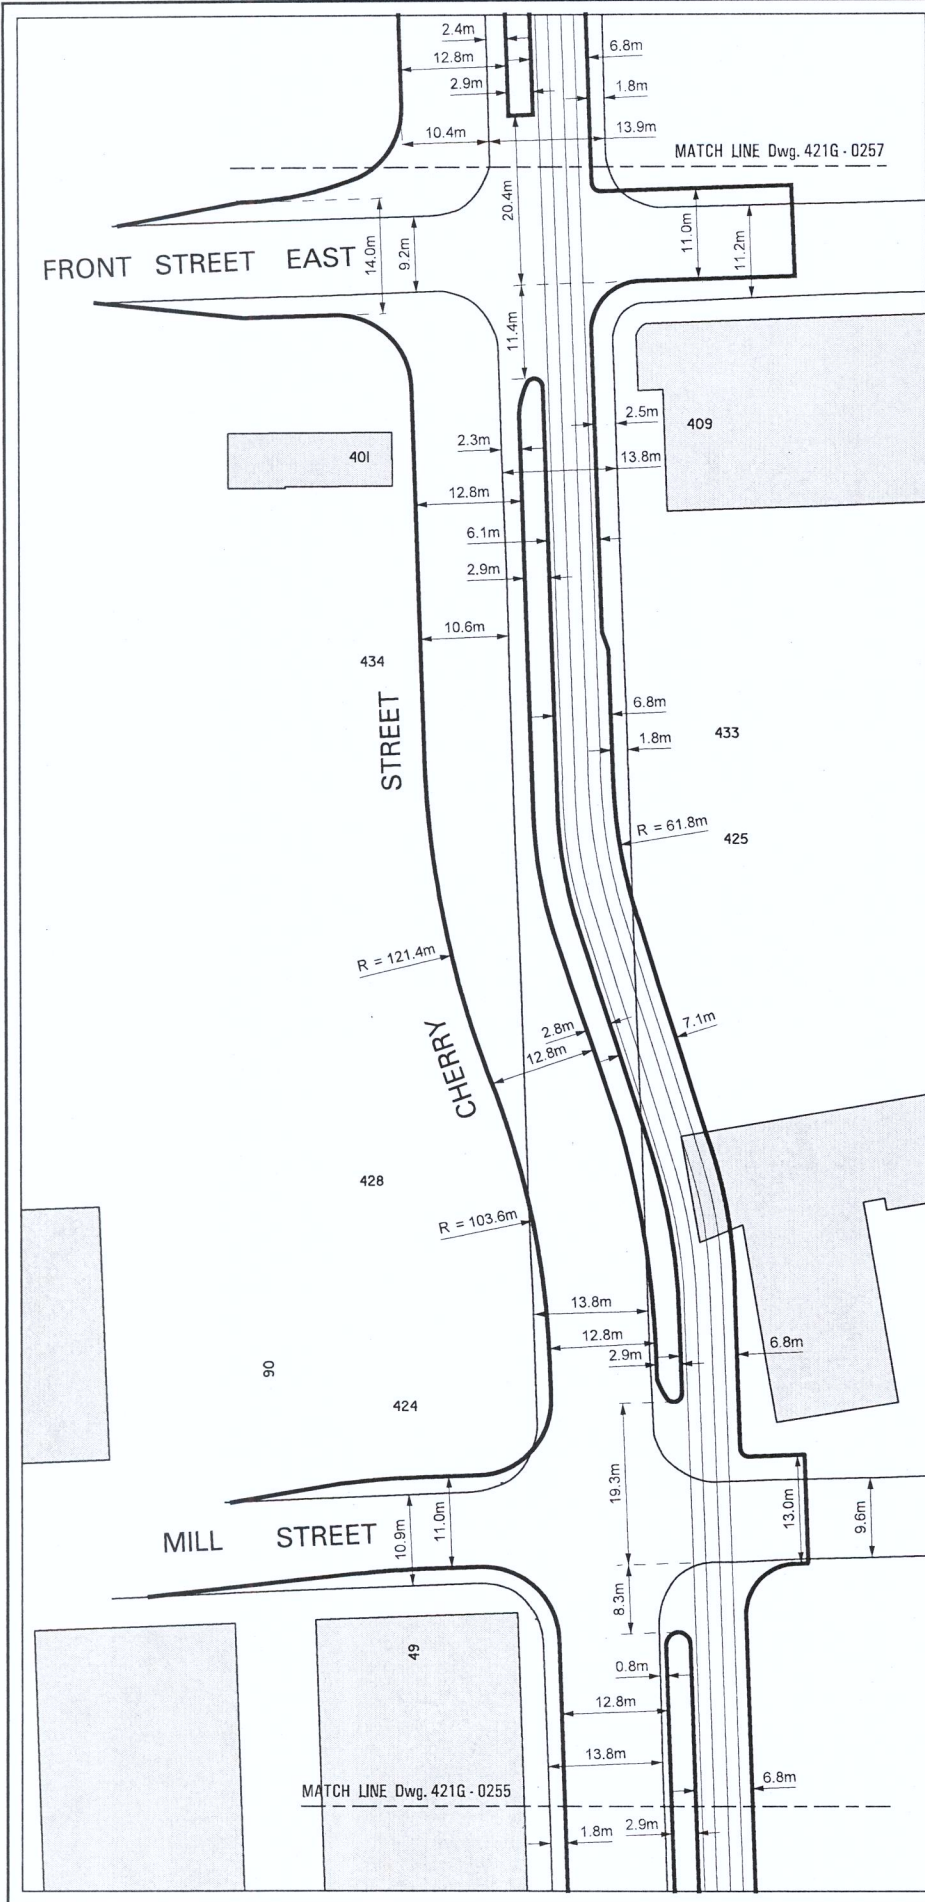 2.4m
6.8m
12.8m
2.9m
1.8m
10.4m
13.9m
MATCH LINE Dwg. 421G - 0257
20.4m
14.0m
9.2m
11.0m
11.2m
FRONT STREET EAST
11.4m
2.5m
409
401
2.3m
13.8m
12.8m
6.1m
2.9m
10.6m
434
6.8m
433
STREET
1.8m
R = 61.8m
425
R = 121.4m
7.1m
2.8m
12.8m
CHERRY
428
R = 103.6m
13.8m
12.8m
6.8m
2.9m
90
424
19.3m
13.0m
9.6m
11.0m
10.9m
MILL STREET
8.3m
49
0.8m
12.8m
13.8m
6.8m
MATCH LINE Dwg. 421G - 0255
1.8m
2.9m